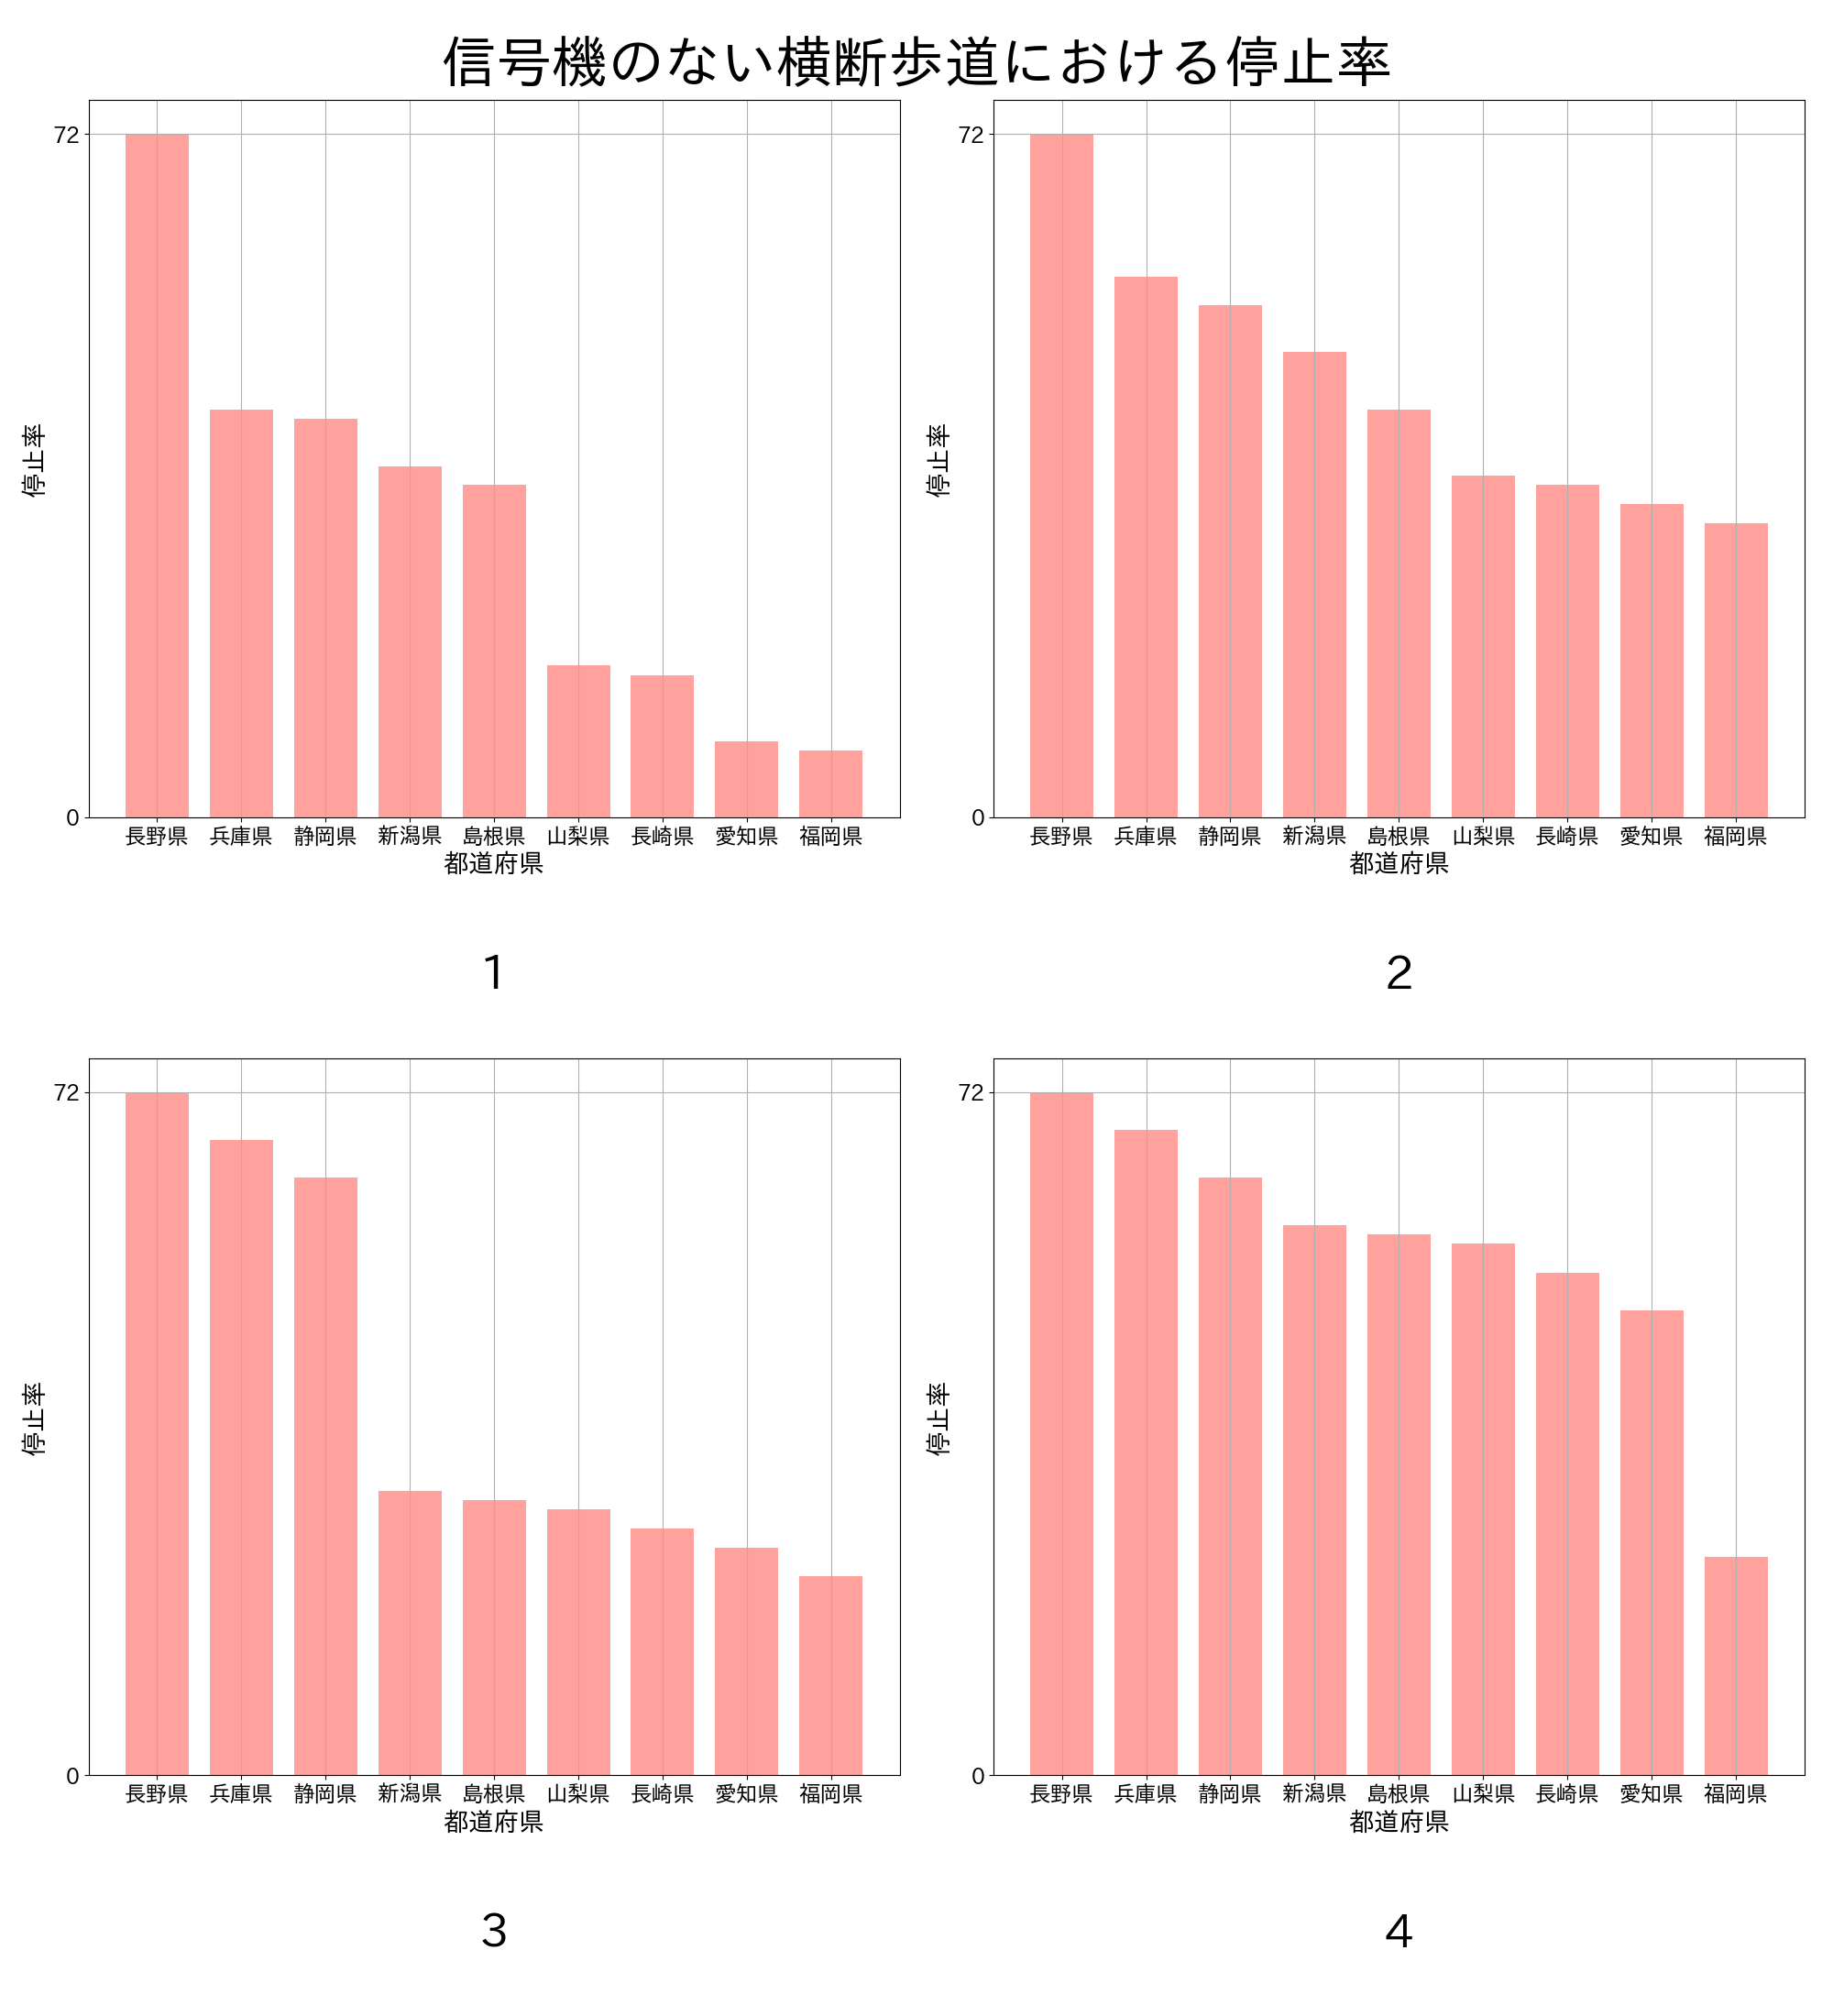 信号機のない横断歩道における停止率
72
0
停止率
長野県 兵庫県 静岡県 新潟県 島根県 山梨県 長崎県 愛知県 福岡県
都道府県
1
72
0
停止率
長野県 兵庫県 静岡県 新潟県 島根県 山梨県 長崎県 愛知県 福岡県
都道府県
2
72
0
停止率
長野県 兵庫県 静岡県 新潟県 島根県 山梨県 長崎県 愛知県 福岡県
都道府県
3
72
0
停止率
長野県 兵庫県 静岡県 新潟県 島根県 山梨県 長崎県 愛知県 福岡県
都道府県
4